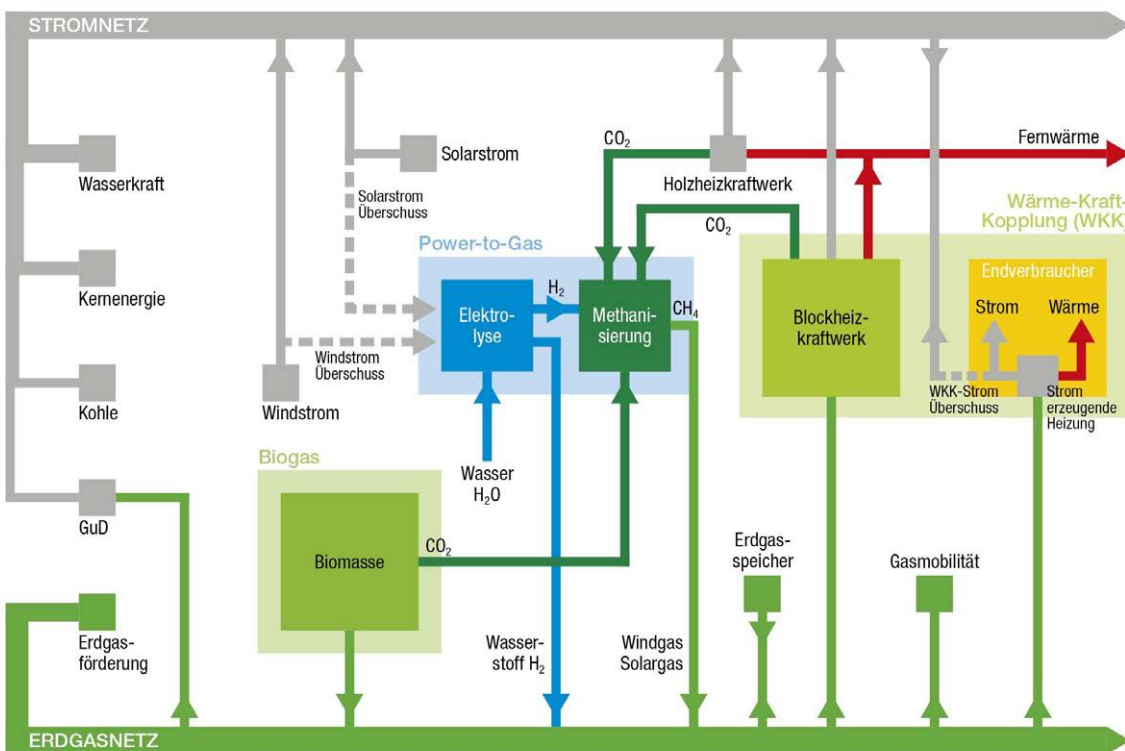 STROMNETZ
Wasserkraft
Kernenergie
Kohle
GuD
Erdgas-
förderung
Solarstrom
Solarstrom
Überschuss
Windstrom
Überschuss
Windstrom
Power-to-Gas
Elektro-
lyse
H₂
Methani-
sierung
CH₄
CO₂
CO₂
Holzheizkraftwerk
Fernwärme
Wärme-Kraft-
Kopplung (WKK)
Blockheiz-
kraftwerk
Endverbraucher
Strom
Wärme
WKK-Strom
Überschuss
Strom
erzeugende
Heizung
Biogas
Biomasse
CO₂
Wasser
H₂O
Wasser-
stoff H₂
Windgas
Solargas
Erdgas-
speicher
Gasmobilität
ERDGASNETZ